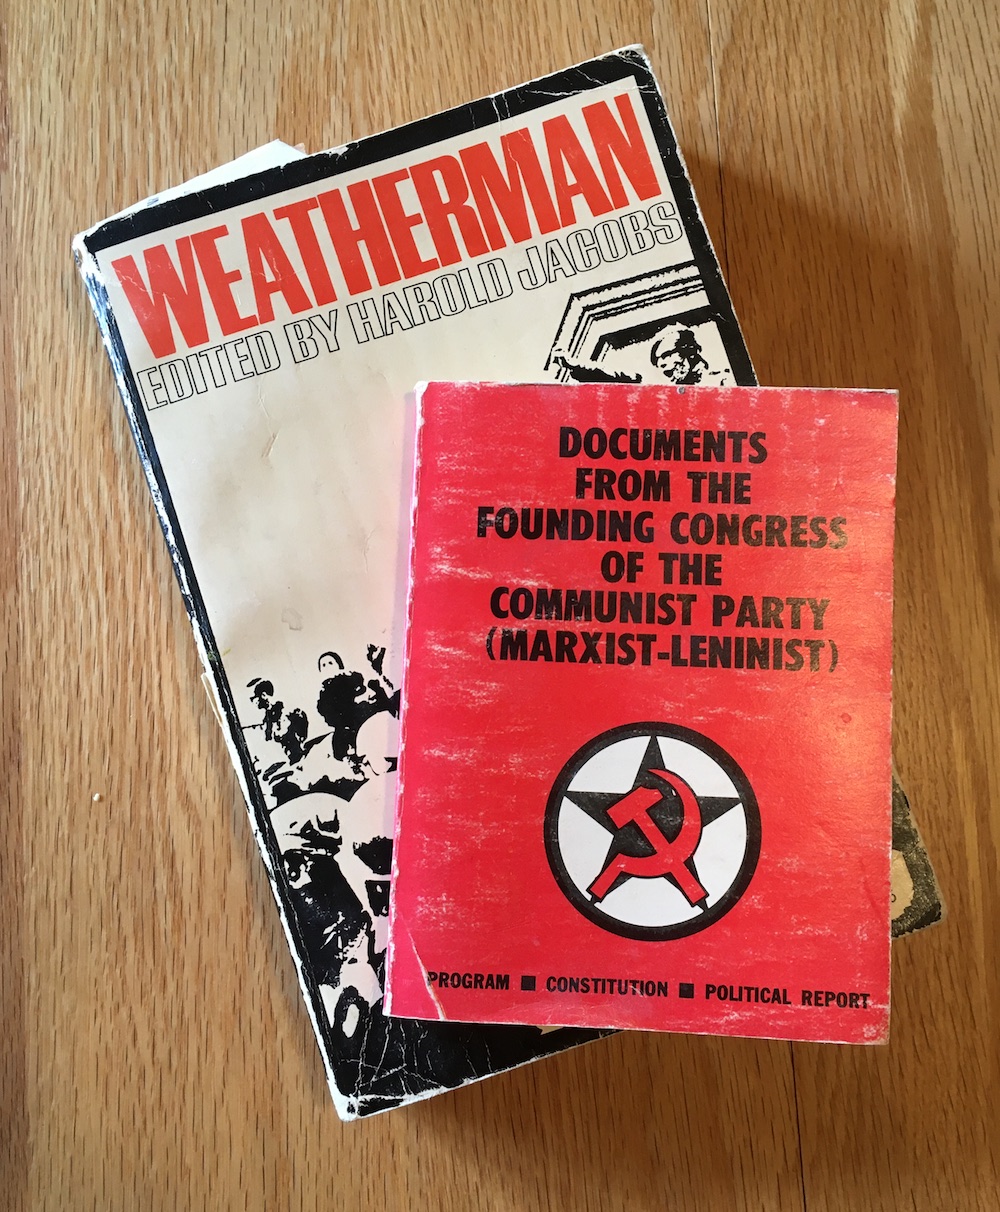 WEATHERMAN
EDITED BY HAROLD JACOBS
DOCUMENTS
FROM THE
FOUNDING CONGRESS
OF THE
COMMUNIST PARTY
(MARXIST-LENINIST)
PROGRAM ■ CONSTITUTION ■ POLITICAL REPORT